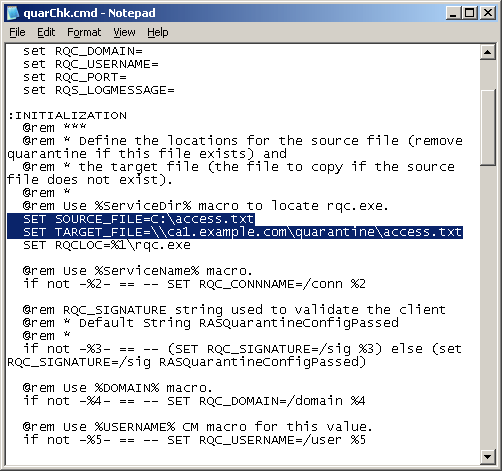 quarChk.cmd - Notepad
File Edit Format View Help
set RQC_DOMAIN=
set RQC_USERNAME=
set RQC_PORT=
set RQS_LOGMESSAGE=
:INITIALIZATION
@rem ***
@rem * Define the locations for the source file (remove
quarantine if this file exists) and
@rem * the target file (the file to copy if the source
file does not exist).
@rem *
@rem Use %ServiceDir% macro to locate rqc.exe.
SET SOURCE_FILE=C:\access.txt
SET TARGET_FILE=\\ca1.example.com\quarantine\access.txt
SET RQCLOC=%1\rqc.exe
@rem Use %ServiceName% macro.
if not -%2- == -- SET RQC_CONNNAME=/conn %2
@rem RQC_SIGNATURE string used to validate the client
@rem * Default String RASQuarantineConfigPassed
@rem *
if not -%3- == -- (SET RQC_SIGNATURE=/sig %3) else (set
RQC_SIGNATURE=/sig RASQuarantineConfigPassed)
@rem Use %DOMAIN% macro.
if not -%4- == -- SET RQC_DOMAIN=/domain %4
@rem Use %USERNAME% CM macro for this value.
if not -%5- == -- SET RQC_USERNAME=/user %5